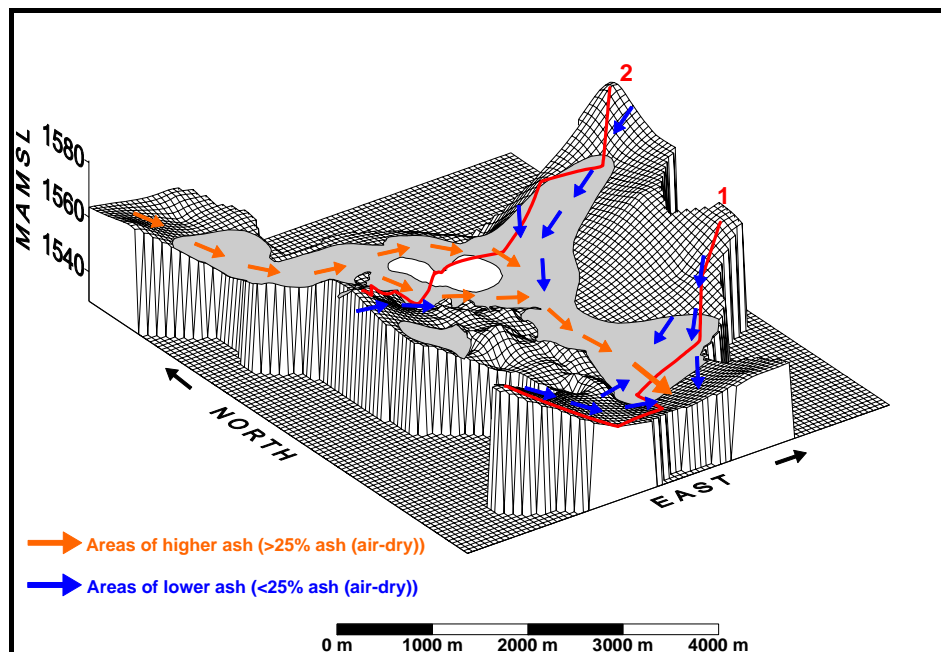 2
1
1580
1560
1540
MAMSL
NORTH
EAST
Areas of higher ash (>25% ash (air-dry))
Areas of lower ash (<25% ash (air-dry))
0 m 1000 m 2000 m 3000 m 4000 m